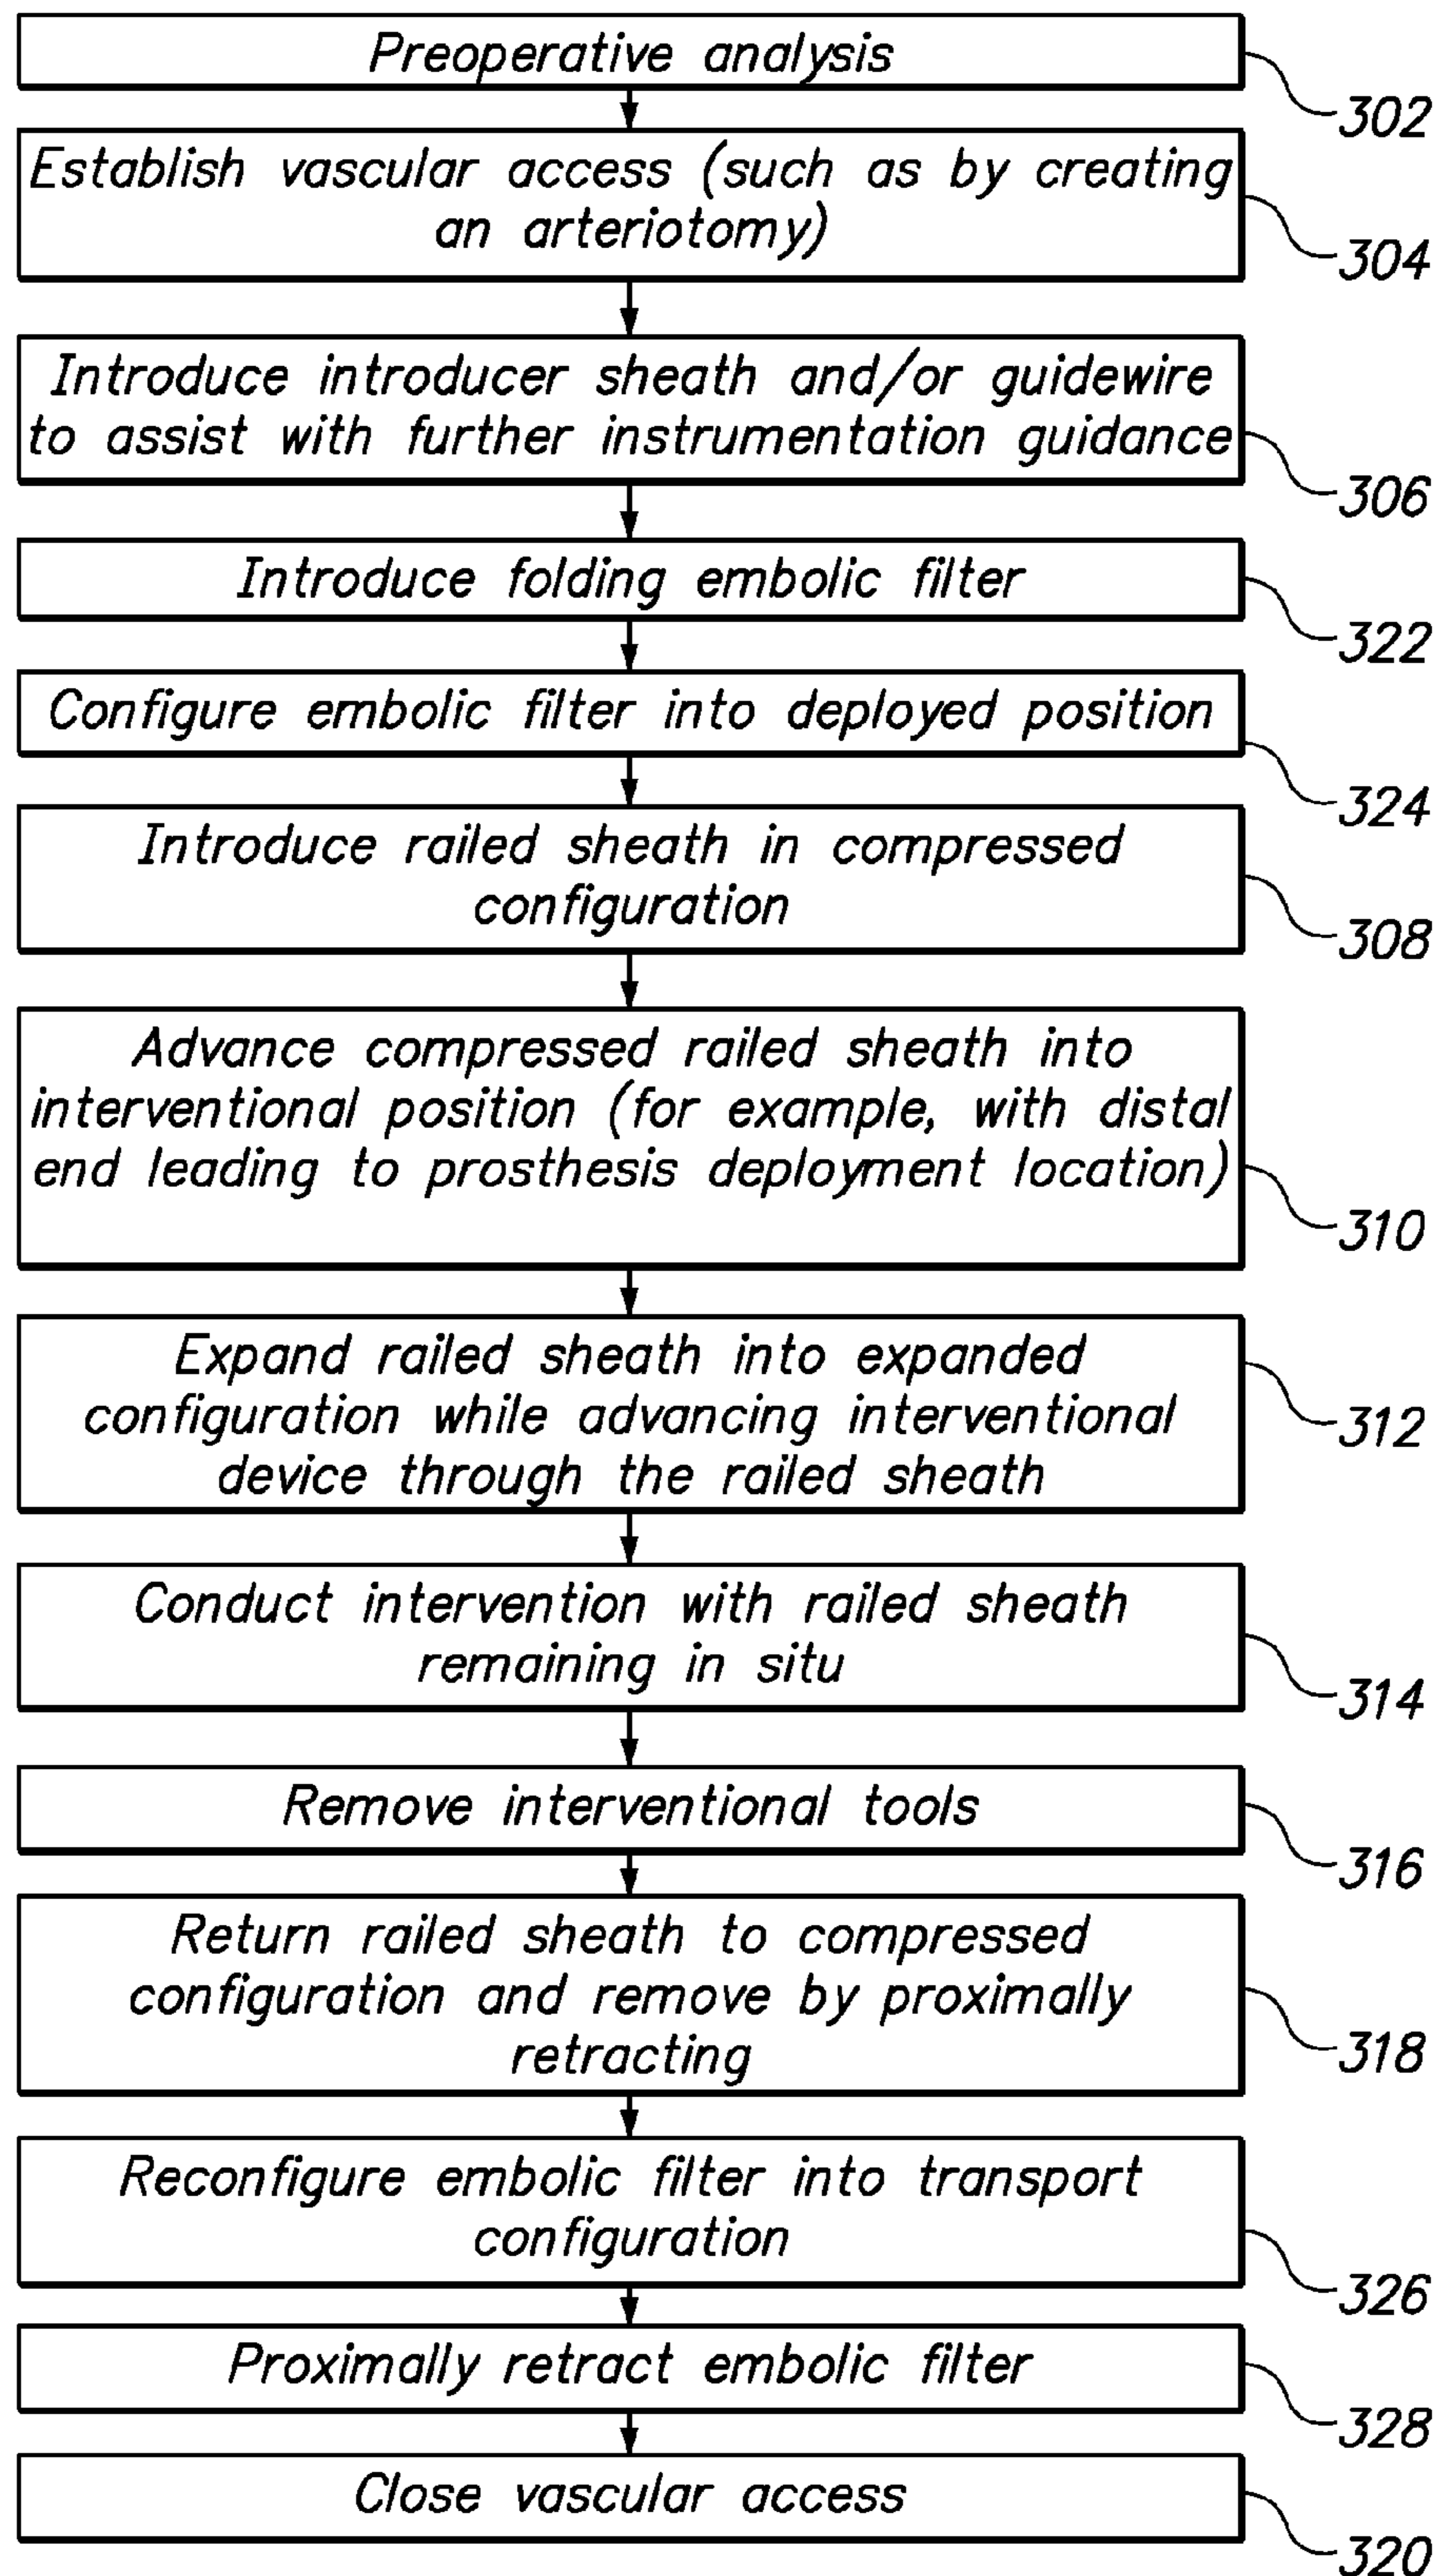 Preoperative analysis
302
Establish vascular access (such as by creating
an arteriotomy)
304
Introduce introducer sheath and/or guidewire
to assist with further instrumentation guidance
306
Introduce folding embolic filter
322
Configure embolic filter into deployed position
324
Introduce railed sheath in compressed
configuration
308
Advance compressed railed sheath into
interventional position (for example, with distal
end leading to prosthesis deployment location)
310
Expand railed sheath into expanded
configuration while advancing interventional
device through the railed sheath
312
Conduct intervention with railed sheath
remaining in situ
314
Remove interventional tools
316
Return railed sheath to compressed
configuration and remove by proximally
retracting
318
Reconfigure embolic filter into transport
configuration
326
Proximally retract embolic filter
328
Close vascular access
320